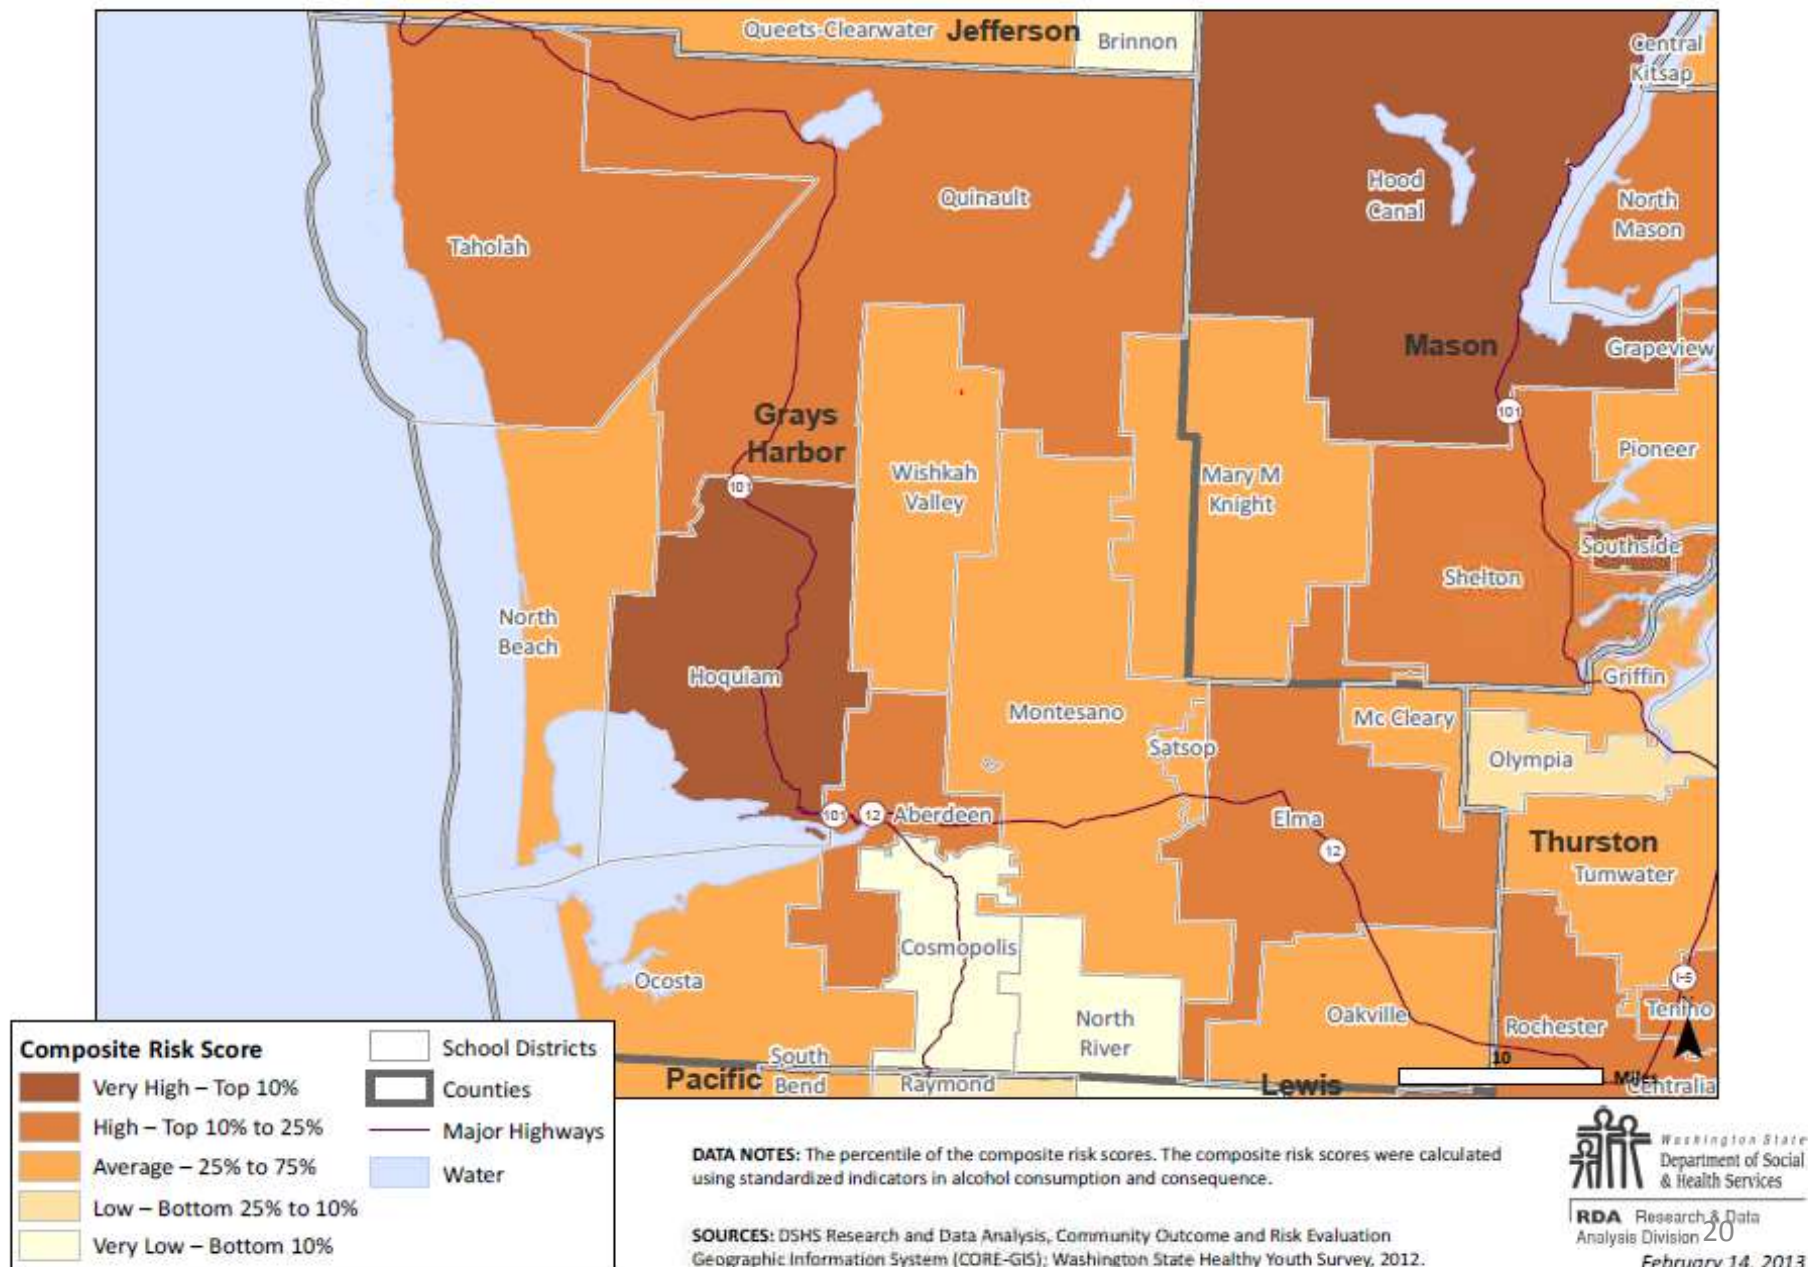 Queets-Clearwater
Jefferson
Brinnon
Central
Kitsap
Hood
Canal
North
Mason
Quinault
Taholah
Mason
Grapeview
Grays
Harbor
101
Pioneer
Wishkah
Valley
Mary M
Knight
101
Southside
Shelton
North
Beach
Hoquiam
Griffin
Montesano
Mc Cleary
Satsop
Olympia
101
12
Aberdeen
Elma
12
Thurston
Tumwater
Cosmopolis
Ocosta
I-5
North
River
Oakville
Rochester
Tenino
South
Bend
Pacific
Raymond
Lewis
10
Miles
Centralia
Composite Risk Score
Very High – Top 10%
High – Top 10% to 25%
Average – 25% to 75%
Low – Bottom 25% to 10%
Very Low – Bottom 10%
School Districts
Counties
Major Highways
Water
DATA NOTES: The percentile of the composite risk scores. The composite risk scores were calculated
using standardized indicators in alcohol consumption and consequence.
SOURCES: DSHS Research and Data Analysis, Community Outcome and Risk Evaluation
Geographic Information System (CORE-GIS); Washington State Healthy Youth Survey, 2012.
Washington State
Department of Social
& Health Services
RDA Research & Data
Analysis Division
20
February 14, 2013